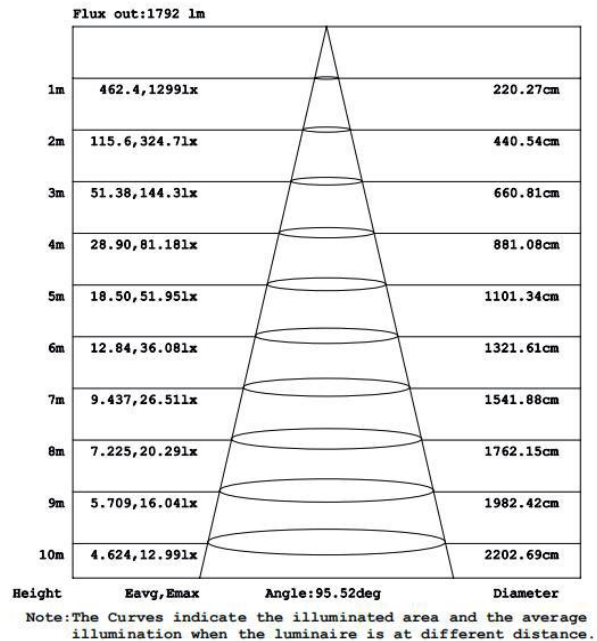 Flux out:1792 lm
1m 462.4,1299lx 220.27cm
2m 115.6,324.7lx 440.54cm
3m 51.38,144.3lx 660.81cm
4m 28.90,81.18lx 881.08cm
5m 18.50,51.95lx 1101.34cm
6m 12.84,36.08lx 1321.61cm
7m 9.437,26.51lx 1541.88cm
8m 7.225,20.29lx 1762.15cm
9m 5.709,16.04lx 1982.42cm
10m 4.624,12.99lx 2202.69cm
Height Eavg,Emax Angle:95.52deg Diameter
Note:The Curves indicate the illuminated area and the average
illumination when the luminaire is at different distance.